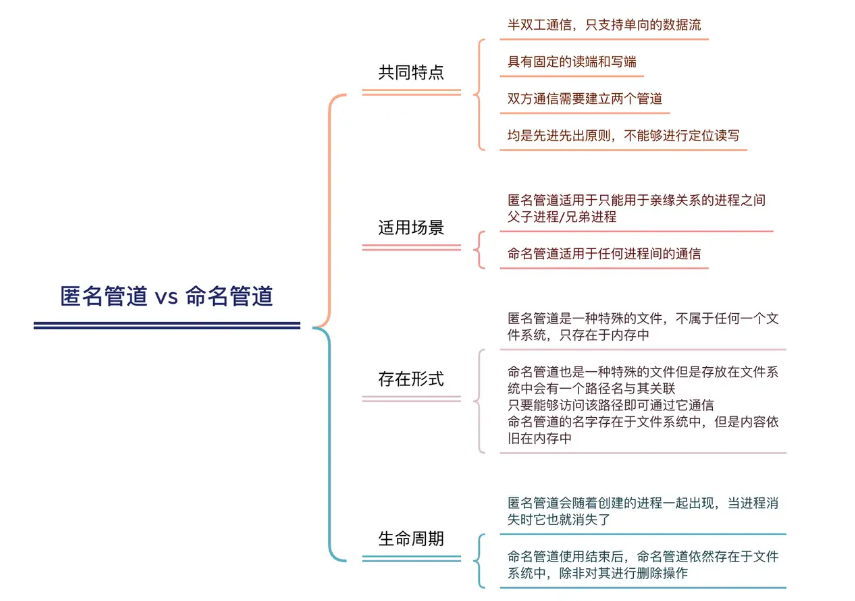 匿名管道 vs 命名管道
共同特点
半双工通信，只支持单向的数据流
具有固定的读端和写端
双方通信需要建立两个管道
均是先进先出原则，不能够进行定位读写
适用场景
匿名管道适用于只能用于亲缘关系的进程之间
父子进程/兄弟进程
命名管道适用于任何进程间的通信
存在形式
匿名管道是一种特殊的文件，不属于任何一个文
件系统，只存在于内存中
命名管道也是一种特殊的文件但是存放在文件系
统中会有一个路径名与其关联
只要能够访问该路径即可通过它通信
命名管道的名字存在于文件系统中，但是内容依
旧在内存中
生命周期
匿名管道会随着创建的进程一起出现，当进程消
失时它也就消失了
命名管道使用结束后，命名管道依然存在于文件
系统中，除非对其进行删除操作